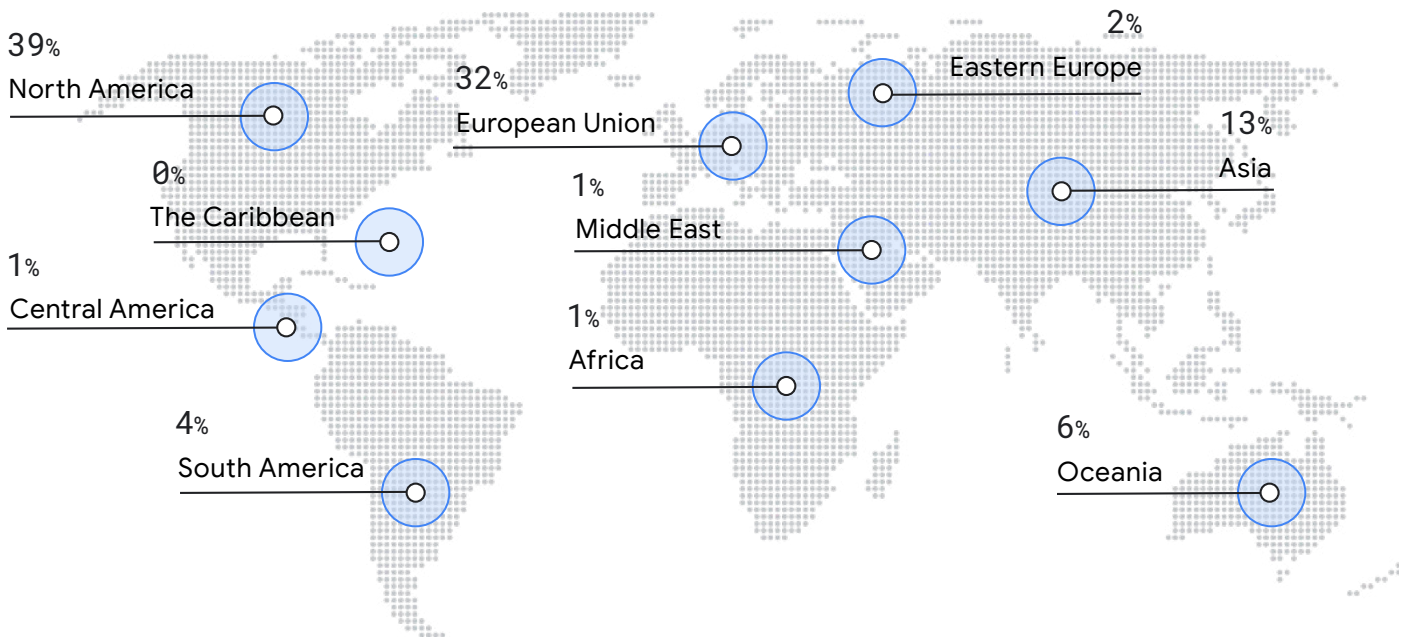 39%
North America
32%
European Union
2%
Eastern Europe
13%
Asia
0%
The Caribbean
1%
Middle East
1%
Central America
1%
Africa
4%
South America
6%
Oceania